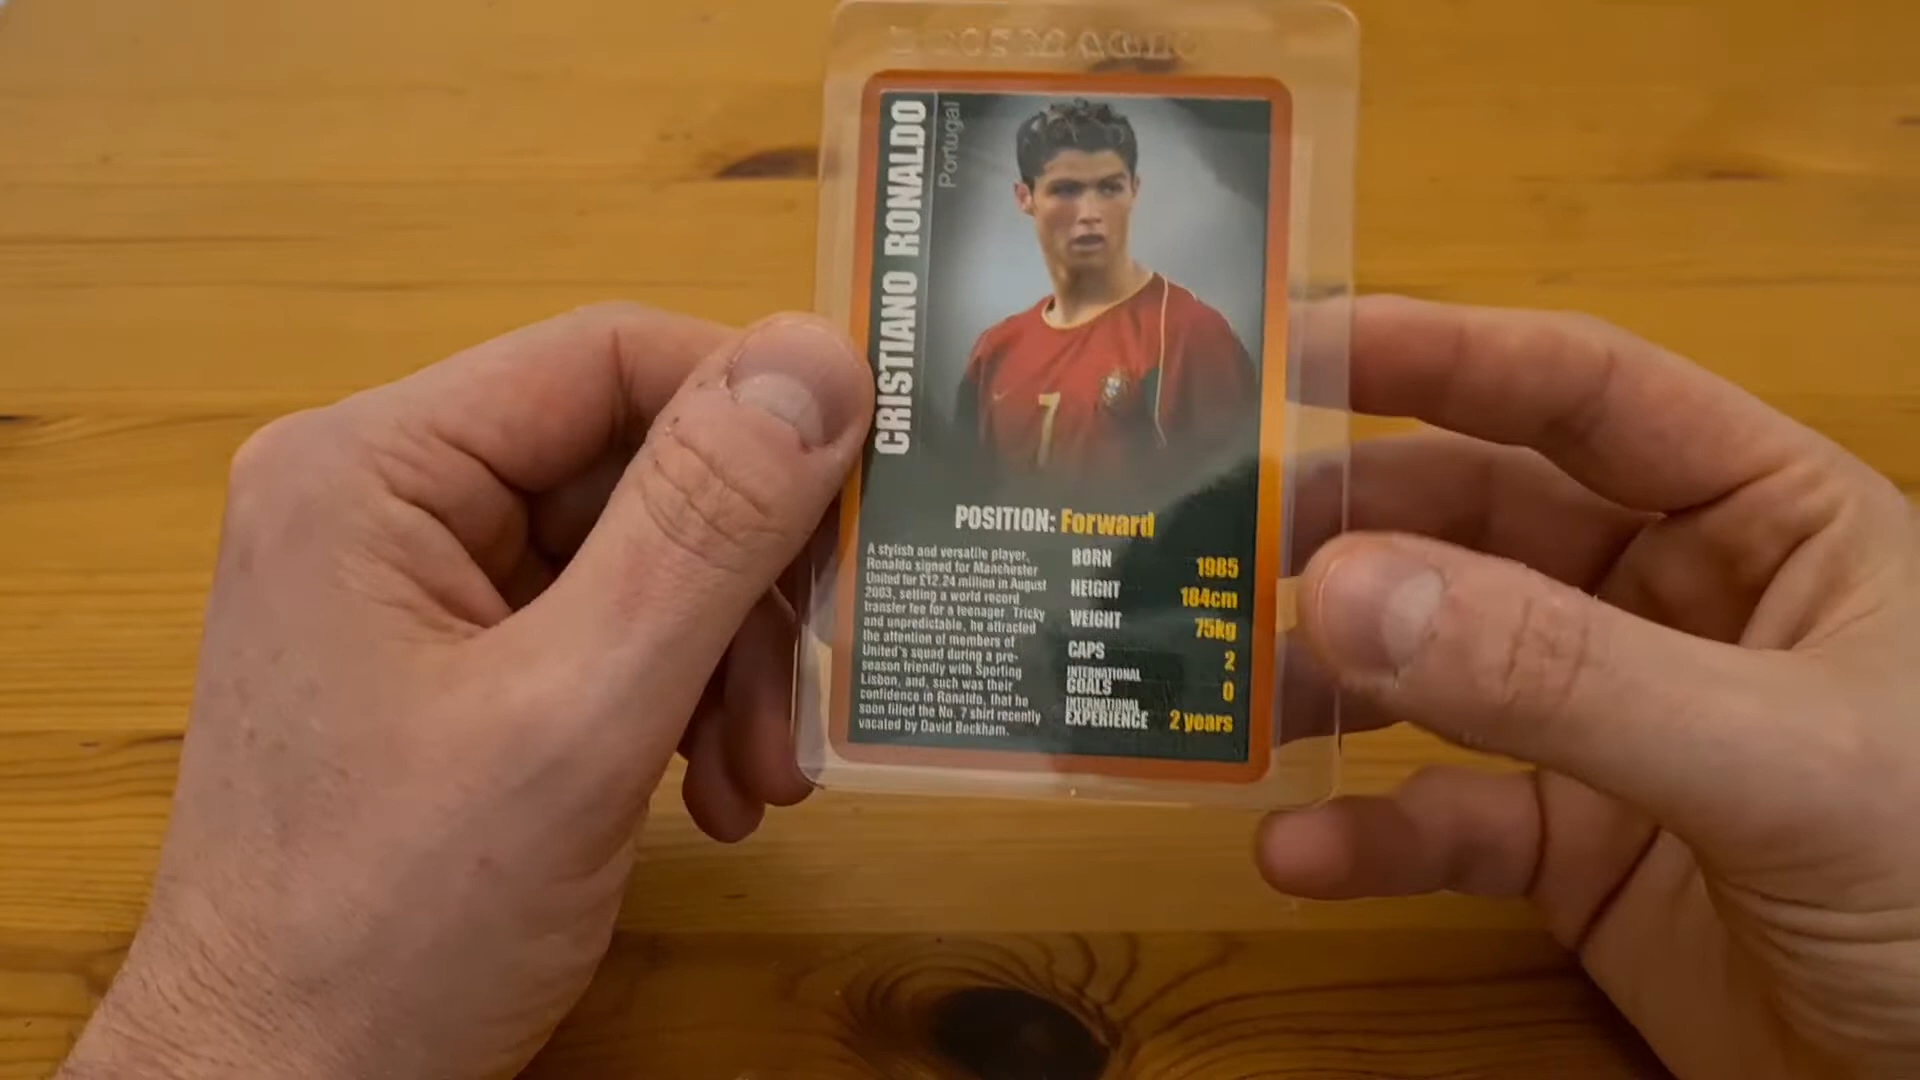 CRISTIANO RONALDO
Portugal
7
POSITION: Forward
A stylish and versatile player,
Ronaldo signed for Manchester
United for £12.24 million in August
2003, setting a world record
transfer fee for a teenager. Tricky
and unpredictable, he attracted
the attention of members of
United's squad during a pre-
season friendly with Sporting
Lisbon, and, such was their
confidence in Ronaldo, that he
soon filled the No. 7 shirt recently
vacated by David Beckham.
BORN 1985
HEIGHT 184cm
WEIGHT 75kg
CAPS 2
INTERNATIONAL
GOALS 0
INTERNATIONAL
EXPERIENCE 2 years